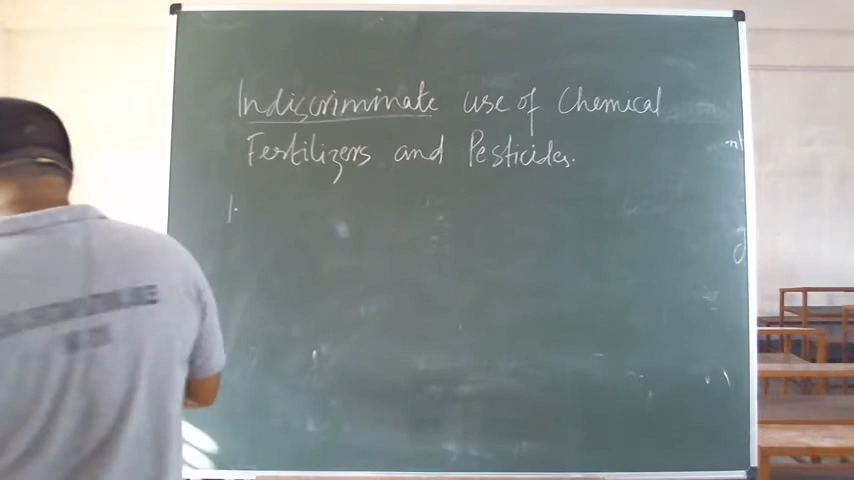 Indiscriminate use of Chemical
Fertilizers and Pesticides.
1.